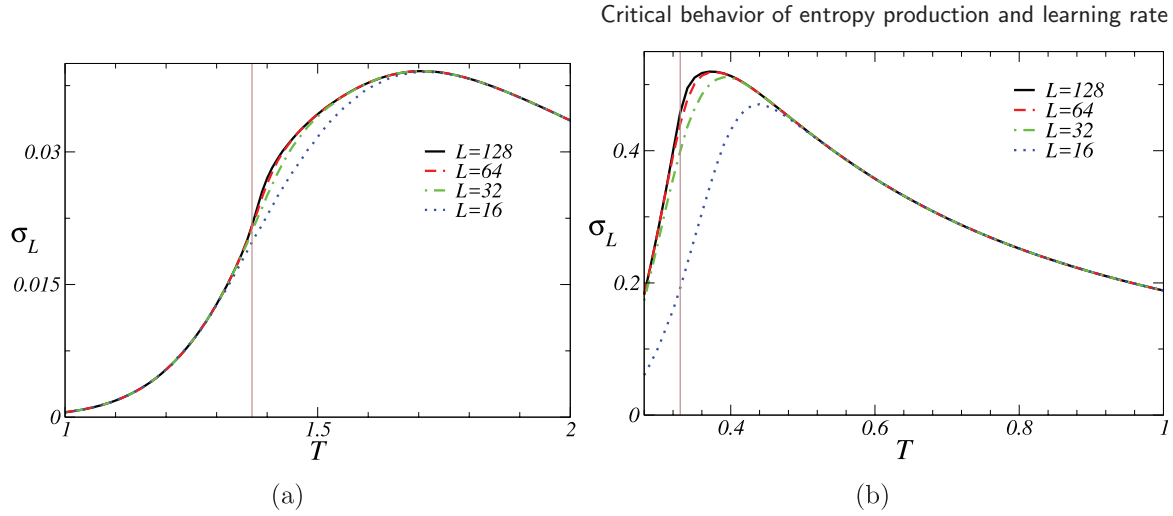 Critical behavior of entropy production and learning rate
0.03
0.015
0
σL
L=128
L=64
L=32
L=16
1
1.5
2
T
(a)
0.4
0.2
0
σL
L=128
L=64
L=32
L=16
0.4
0.6
0.8
1
T
(b)